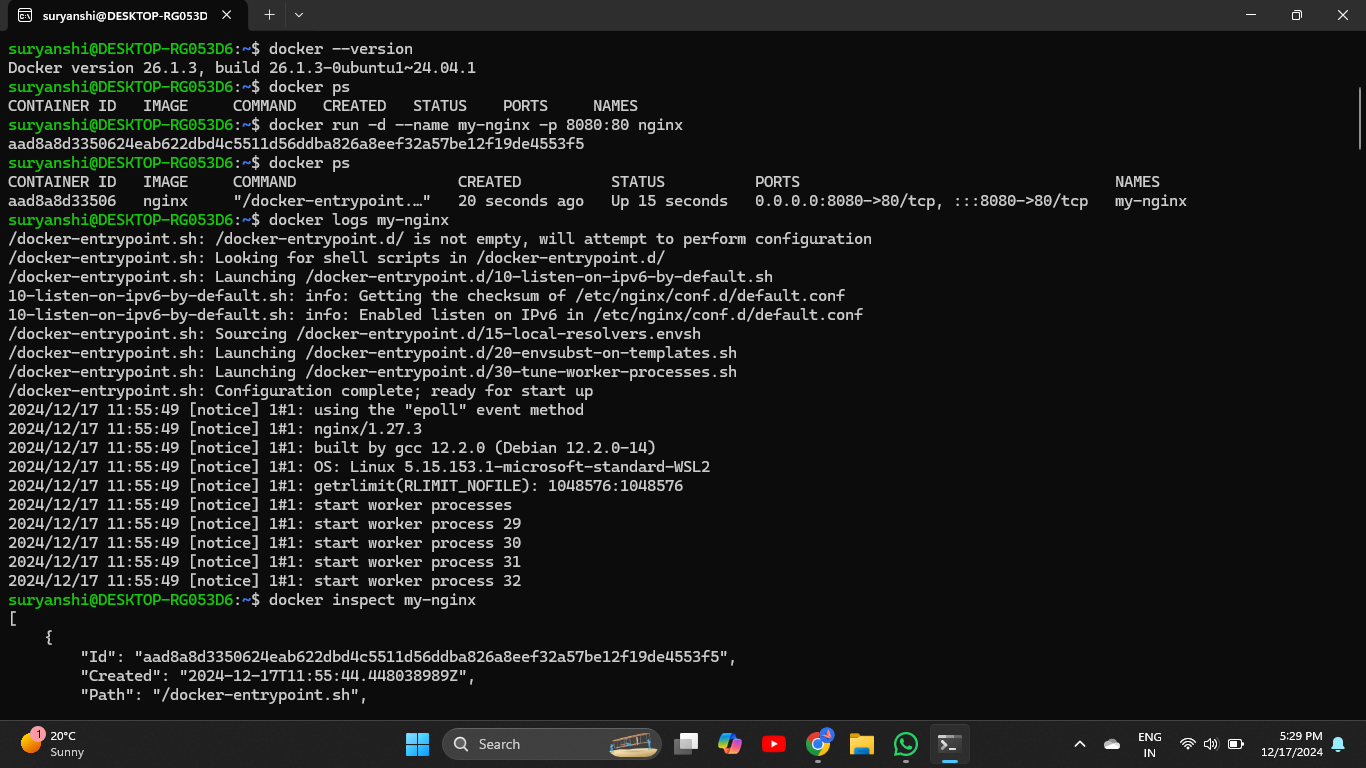 suryanshi@DESKTOP-RG053D
suryanshi@DESKTOP-RG053D6:~$ docker --version
Docker version 26.1.3, build 26.1.3-0ubuntu1~24.04.1
suryanshi@DESKTOP-RG053D6:~$ docker ps
CONTAINER ID   IMAGE     COMMAND   CREATED   STATUS    PORTS     NAMES
suryanshi@DESKTOP-RG053D6:~$ docker run -d --name my-nginx -p 8080:80 nginx
aad8a8d3350624eab622dbd4c5511d56ddba826a8eef32a57be12f19de4553f5
suryanshi@DESKTOP-RG053D6:~$ docker ps
CONTAINER ID   IMAGE     COMMAND                  CREATED          STATUS          PORTS                                   NAMES
aad8a8d33506   nginx     "/docker-entrypoint.…"   20 seconds ago   Up 15 seconds   0.0.0.0:8080->80/tcp, :::8080->80/tcp   my-nginx
suryanshi@DESKTOP-RG053D6:~$ docker logs my-nginx
/docker-entrypoint.sh: /docker-entrypoint.d/ is not empty, will attempt to perform configuration
/docker-entrypoint.sh: Looking for shell scripts in /docker-entrypoint.d/
/docker-entrypoint.sh: Launching /docker-entrypoint.d/10-listen-on-ipv6-by-default.sh
10-listen-on-ipv6-by-default.sh: info: Getting the checksum of /etc/nginx/conf.d/default.conf
10-listen-on-ipv6-by-default.sh: info: Enabled listen on IPv6 in /etc/nginx/conf.d/default.conf
/docker-entrypoint.sh: Sourcing /docker-entrypoint.d/15-local-resolvers.envsh
/docker-entrypoint.sh: Launching /docker-entrypoint.d/20-envsubst-on-templates.sh
/docker-entrypoint.sh: Launching /docker-entrypoint.d/30-tune-worker-processes.sh
/docker-entrypoint.sh: Configuration complete; ready for start up
2024/12/17 11:55:49 [notice] 1#1: using the "epoll" event method
2024/12/17 11:55:49 [notice] 1#1: nginx/1.27.3
2024/12/17 11:55:49 [notice] 1#1: built by gcc 12.2.0 (Debian 12.2.0-14)
2024/12/17 11:55:49 [notice] 1#1: OS: Linux 5.15.153.1-microsoft-standard-WSL2
2024/12/17 11:55:49 [notice] 1#1: getrlimit(RLIMIT_NOFILE): 1048576:1048576
2024/12/17 11:55:49 [notice] 1#1: start worker processes
2024/12/17 11:55:49 [notice] 1#1: start worker process 29
2024/12/17 11:55:49 [notice] 1#1: start worker process 30
2024/12/17 11:55:49 [notice] 1#1: start worker process 31
2024/12/17 11:55:49 [notice] 1#1: start worker process 32
suryanshi@DESKTOP-RG053D6:~$ docker inspect my-nginx
[
    {
        "Id": "aad8a8d3350624eab622dbd4c5511d56ddba826a8eef32a57be12f19de4553f5",
        "Created": "2024-12-17T11:55:44.448038989Z",
        "Path": "/docker-entrypoint.sh",
1
20°C
Sunny
Search
ENG
IN
5:29 PM
12/17/2024